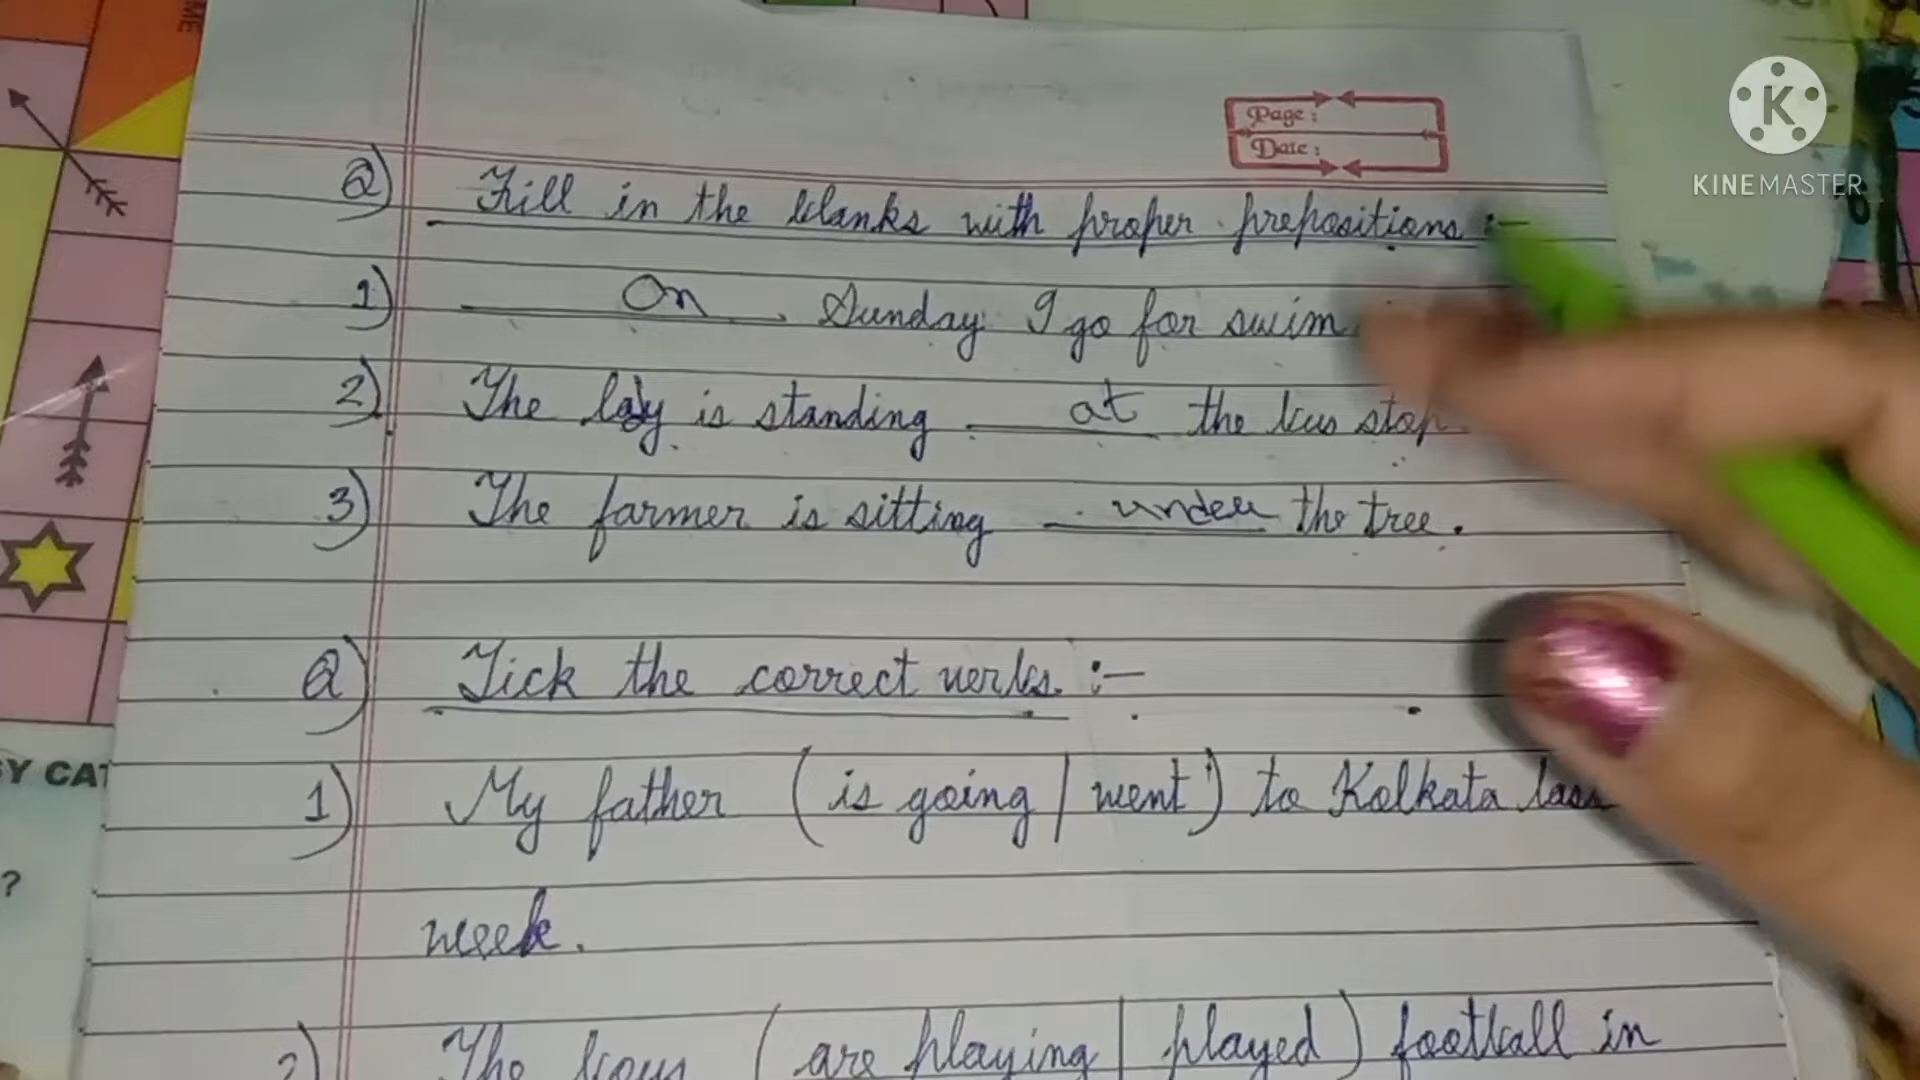 Page :
Date :
KINEMASTER
Q) Fill in the blanks with proper prepositions :-
1) On Sunday I go for swim
2) The lady is standing at the bus stop.
3) The farmer is sitting under the tree.
Q) Tick the correct verbs. :-
1) My father (is going / went) to Kolkata
week.
2) The boys (are playing / played) football in
Y CAT
?